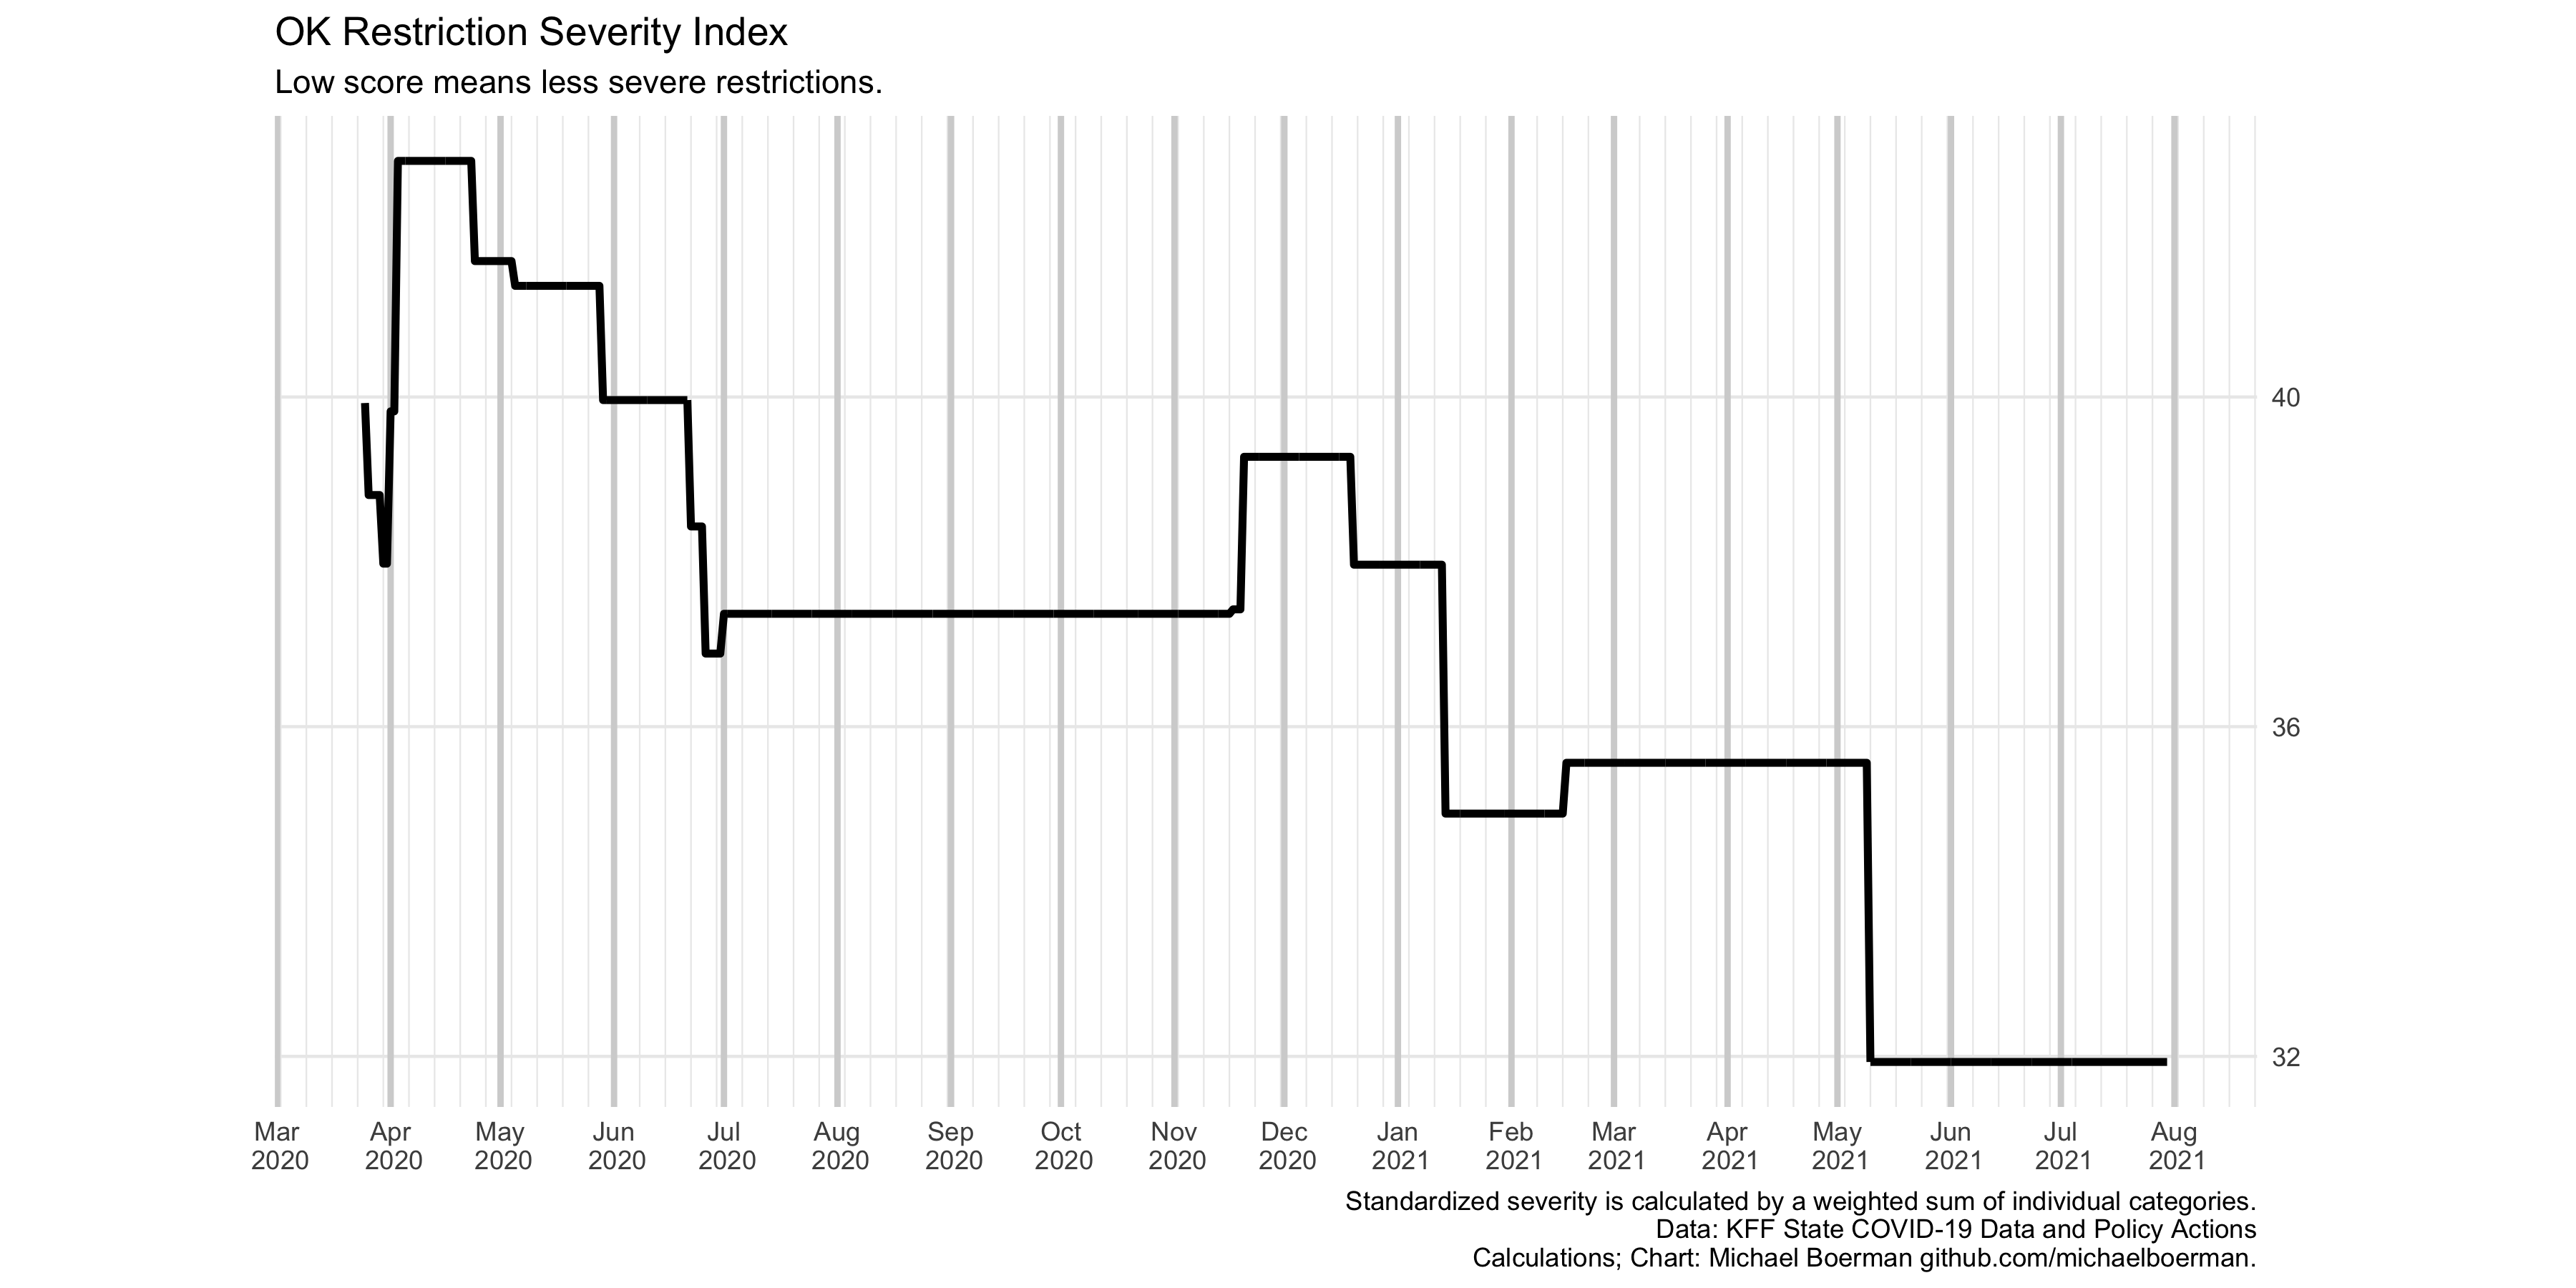 OK Restriction Severity Index
Low score means less severe restrictions.
40
36
32
Mar Apr May Jun Jul Aug Sep Oct Nov Dec Jan Feb Mar Apr May Jun Jul Aug
2020 2020 2020 2020 2020 2020 2020 2020 2020 2020 2021 2021 2021 2021 2021 2021 2021 2021
Standardized severity is calculated by a weighted sum of individual categories.
Data: KFF State COVID-19 Data and Policy Actions
Calculations; Chart: Michael Boerman github.com/michaelboerman.